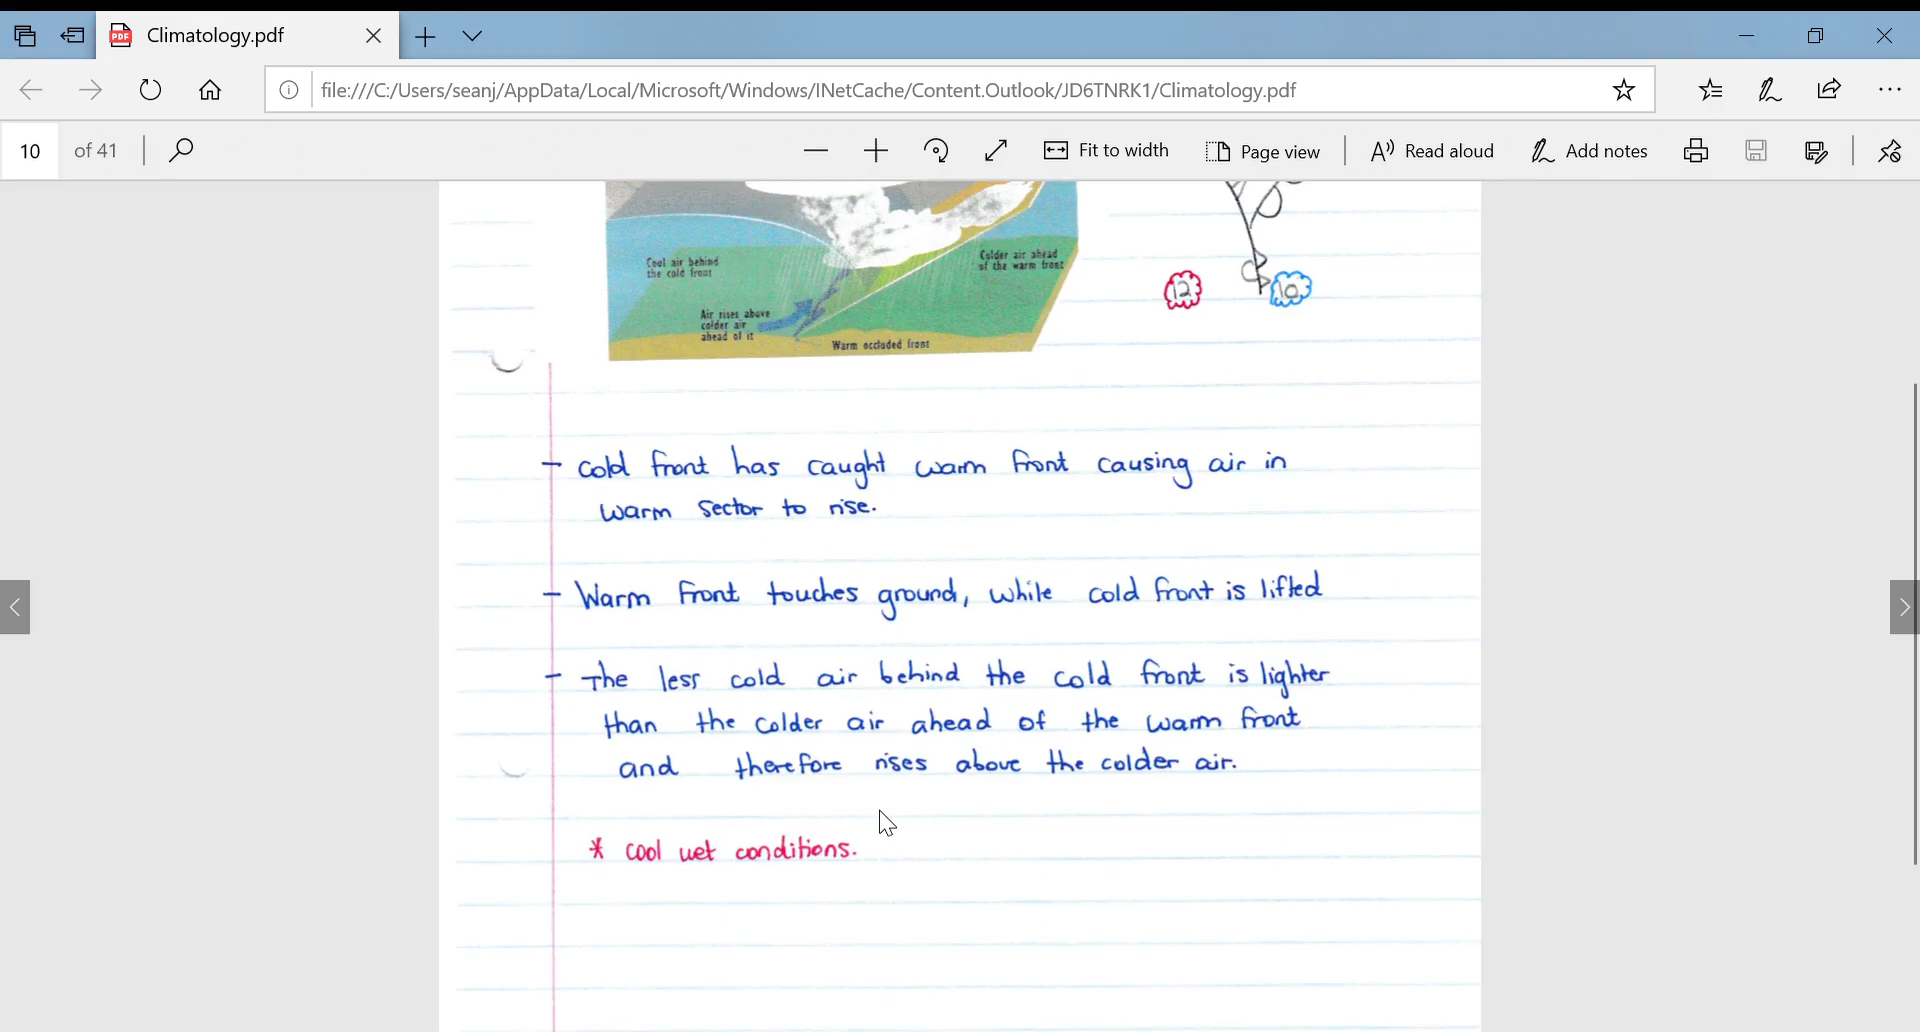 Climatology.pdf
file:///C:/Users/seanj/AppData/Local/Microsoft/Windows/INetCache/Content.Outlook/JD6TNRK1/Climatology.pdf
10 of 41
Fit to width
Page view
Read aloud
Add notes
Cool air behind
the cold front
Colder air ahead
of the warm front
12
10
Air rises above
colder air
ahead of it
Warm occluded front
- cold front has caught warm front causing air in
warm sector to rise.
- Warm front touches ground, while cold front is lifted
- The less cold air behind the cold front is lighter
than the colder air ahead of the warm front
and therefore rises above the colder air.
* cool wet conditions.